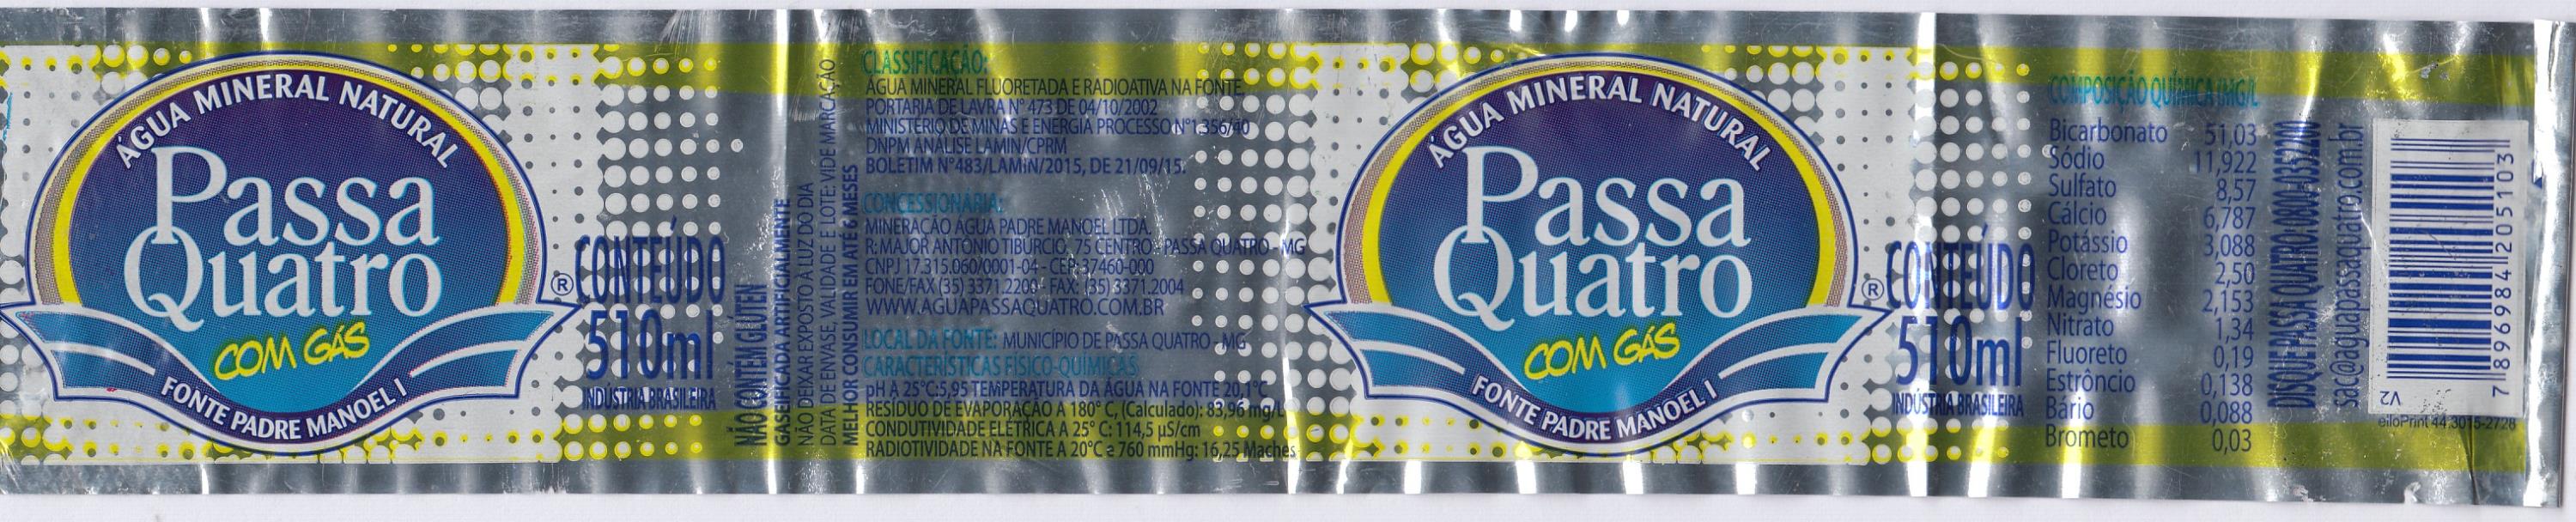 ÁGUA MINERAL NATURAL
Passa
Quatro
®
COM GÁS
FONTE PADRE MANOEL I
CONTEÚDO
510ml
INDÚSTRIA BRASILEIRA
NÃO CONTÉM GLÚTEN
GASEIFICADA ARTIFICIALMENTE
NÃO DEIXAR EXPOSTO À LUZ DO DIA
DATA DE ENVASE, VALIDADE E LOTE: VIDE MARCAÇÃO
MELHOR CONSUMIR EM ATÉ 6 MESES
CLASSIFICAÇÃO:
ÁGUA MINERAL FLUORETADA E RADIOATIVA NA FONTE
PORTARIA DE LAVRA N° 473 DE 04/10/2002
MINISTÉRIO DE MINAS E ENERGIA PROCESSO N°1.356/40
DNPM ANÁLISE LAMIN/CPRM
BOLETIM N°483/LAMIN/2015, DE 21/09/15.
CONCESSIONÁRIA:
MINERAÇÃO ÁGUA PADRE MANOEL LTDA.
R: MAJOR ANTÔNIO TIBÚRCIO, 75 CENTRO - PASSA QUATRO - MG
CNPJ 17.315.060/0001-04 - CEP: 37460-000
FONE/FAX (35) 3371.2200 - FAX: (35) 3371.2004
WWW.AGUAPASSAQUATRO.COM.BR
LOCAL DA FONTE: MUNICÍPIO DE PASSA QUATRO - MG
CARACTERÍSTICAS FÍSICO-QUÍMICAS
pH A 25°C:5,95 TEMPERATURA DA ÁGUA NA FONTE 20,1°C
RESÍDUO DE EVAPORAÇÃO A 180° C, (Calculado): 83,96 mg/L
CONDUTIVIDADE ELÉTRICA A 25° C: 114,5 µS/cm
RADIOTIVIDADE NA FONTE A 20°C e 760 mmHg: 16,25 Maches
ÁGUA MINERAL NATURAL
Passa
Quatro
®
COM GÁS
FONTE PADRE MANOEL I
CONTEÚDO
510ml
INDÚSTRIA BRASILEIRA
COMPOSIÇÃO QUÍMICA (MG/L
Bicarbonato 51,03
Sódio 11,922
Sulfato 8,57
Cálcio 6,787
Potássio 3,088
Cloreto 2,50
Magnésio 2,153
Nitrato 1,34
Fluoreto 0,19
Estrôncio 0,138
Bário 0,088
Brometo 0,03
DISQUE PASSA QUATRO:
sac@aguapassaquatro.com.br
V2
7 896984 205103
eiloPrint 44 3015-2728